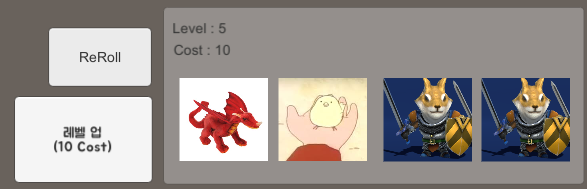 ReRoll
레벨 업
(10 Cost)
Level : 5
Cost : 10